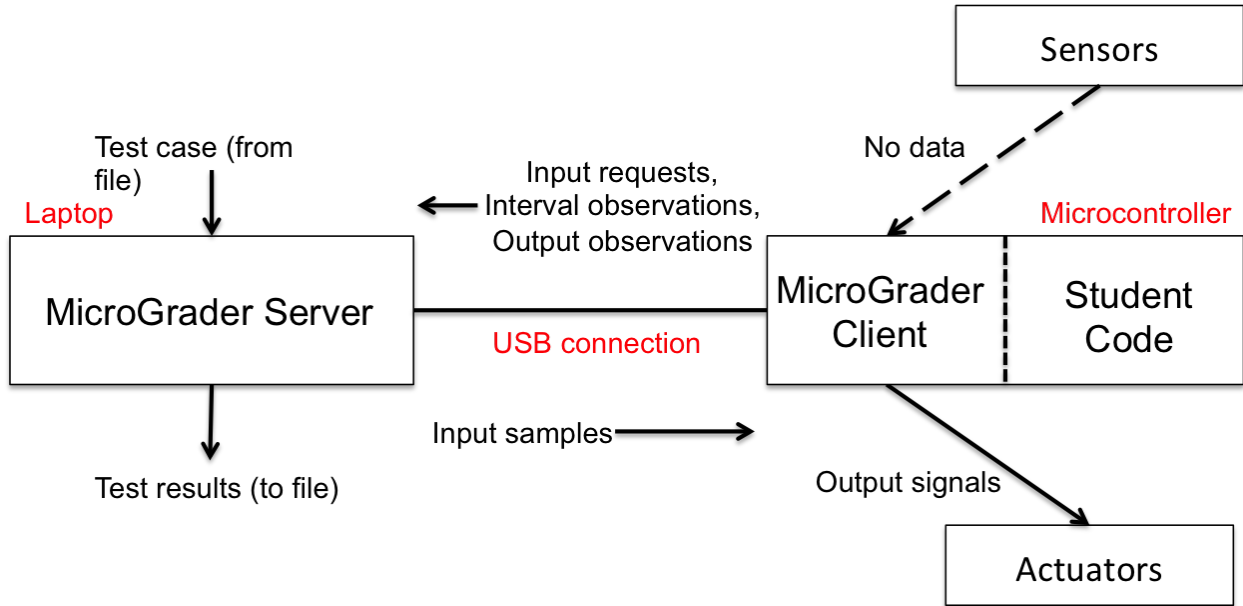 Sensors
Test case (from
file)
No data
Input requests,
Interval observations,
Output observations
Laptop
Microcontroller
MicroGrader Server
MicroGrader
Client
Student
Code
USB connection
Input samples
Test results (to file)
Output signals
Actuators